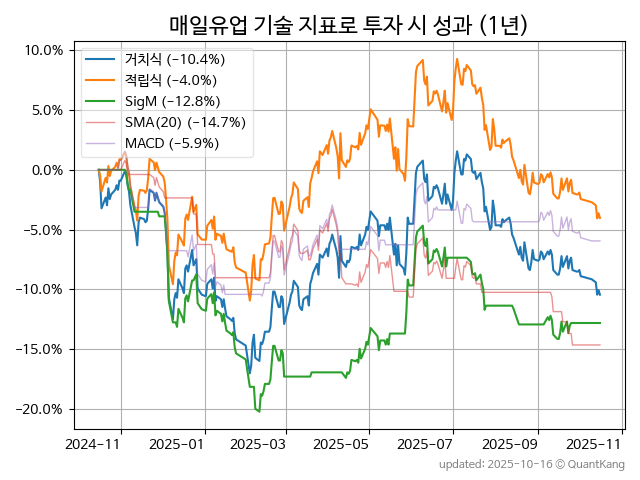 매일유업 기술 지표로 투자 시 성과 (1년)
10.0%
5.0%
0.0%
−5.0%
−10.0%
−15.0%
−20.0%
거치식 (−10.4%)
적립식 (−4.0%)
SigM (−12.8%)
SMA(20) (−14.7%)
MACD (−5.9%)
2024-11
2025-01
2025-03
2025-05
2025-07
2025-09
2025-11
updated: 2025-10-16 ⓒ QuantKang